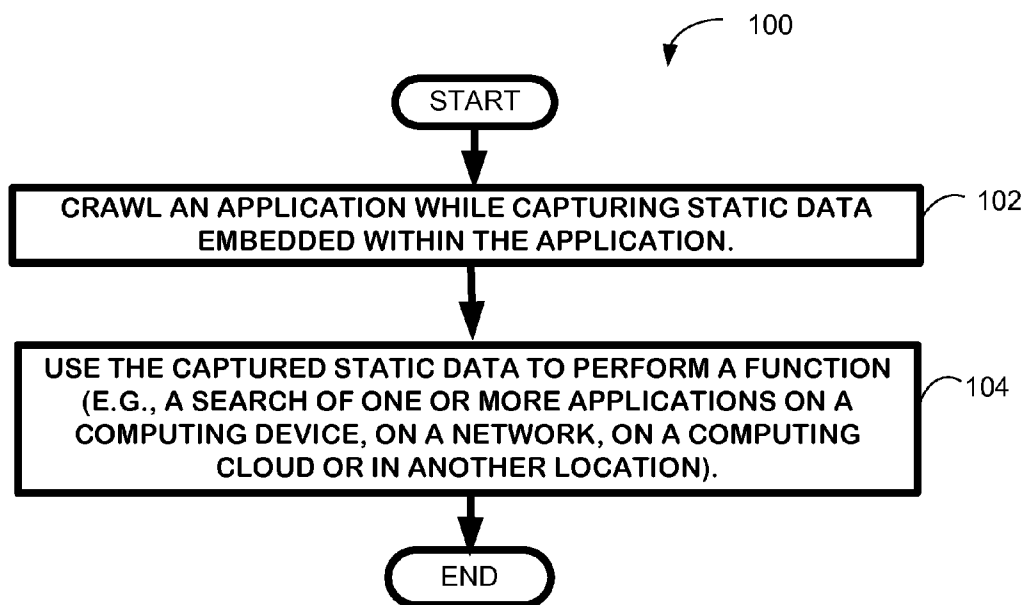 100
START
CRAWL AN APPLICATION WHILE CAPTURING STATIC DATA
EMBEDDED WITHIN THE APPLICATION.
102
USE THE CAPTURED STATIC DATA TO PERFORM A FUNCTION
(E.G., A SEARCH OF ONE OR MORE APPLICATIONS ON A
COMPUTING DEVICE, ON A NETWORK, ON A COMPUTING
CLOUD OR IN ANOTHER LOCATION).
104
END